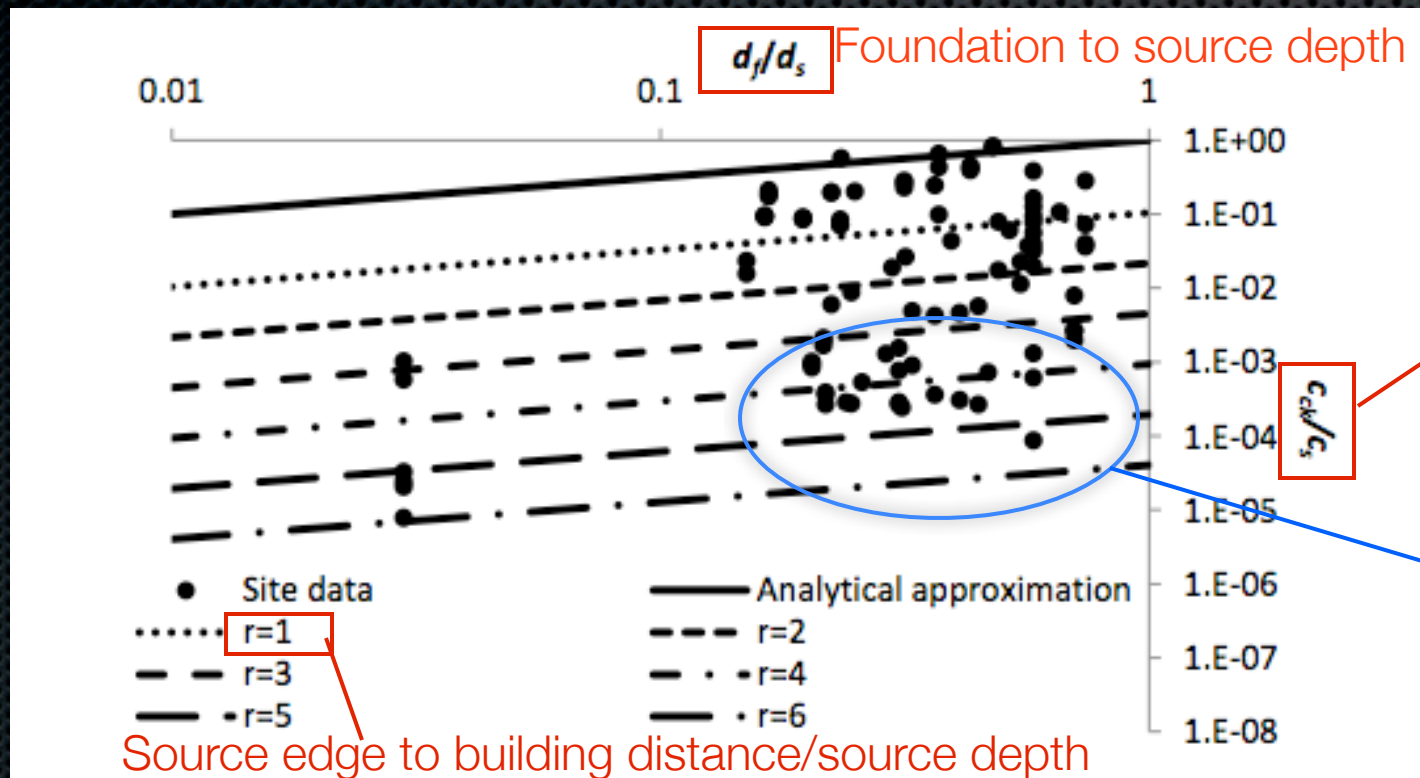 d_f/d_s Foundation to source depth
0.01 0.1 1
1.E+00
1.E-01
1.E-02
1.E-03
c_ck/c_s
1.E-04
1.E-05
1.E-06
1.E-07
1.E-08
Site data Analytical approximation
r=1 r=2
r=3 r=4
r=5 r=6
Source edge to building distance/source depth